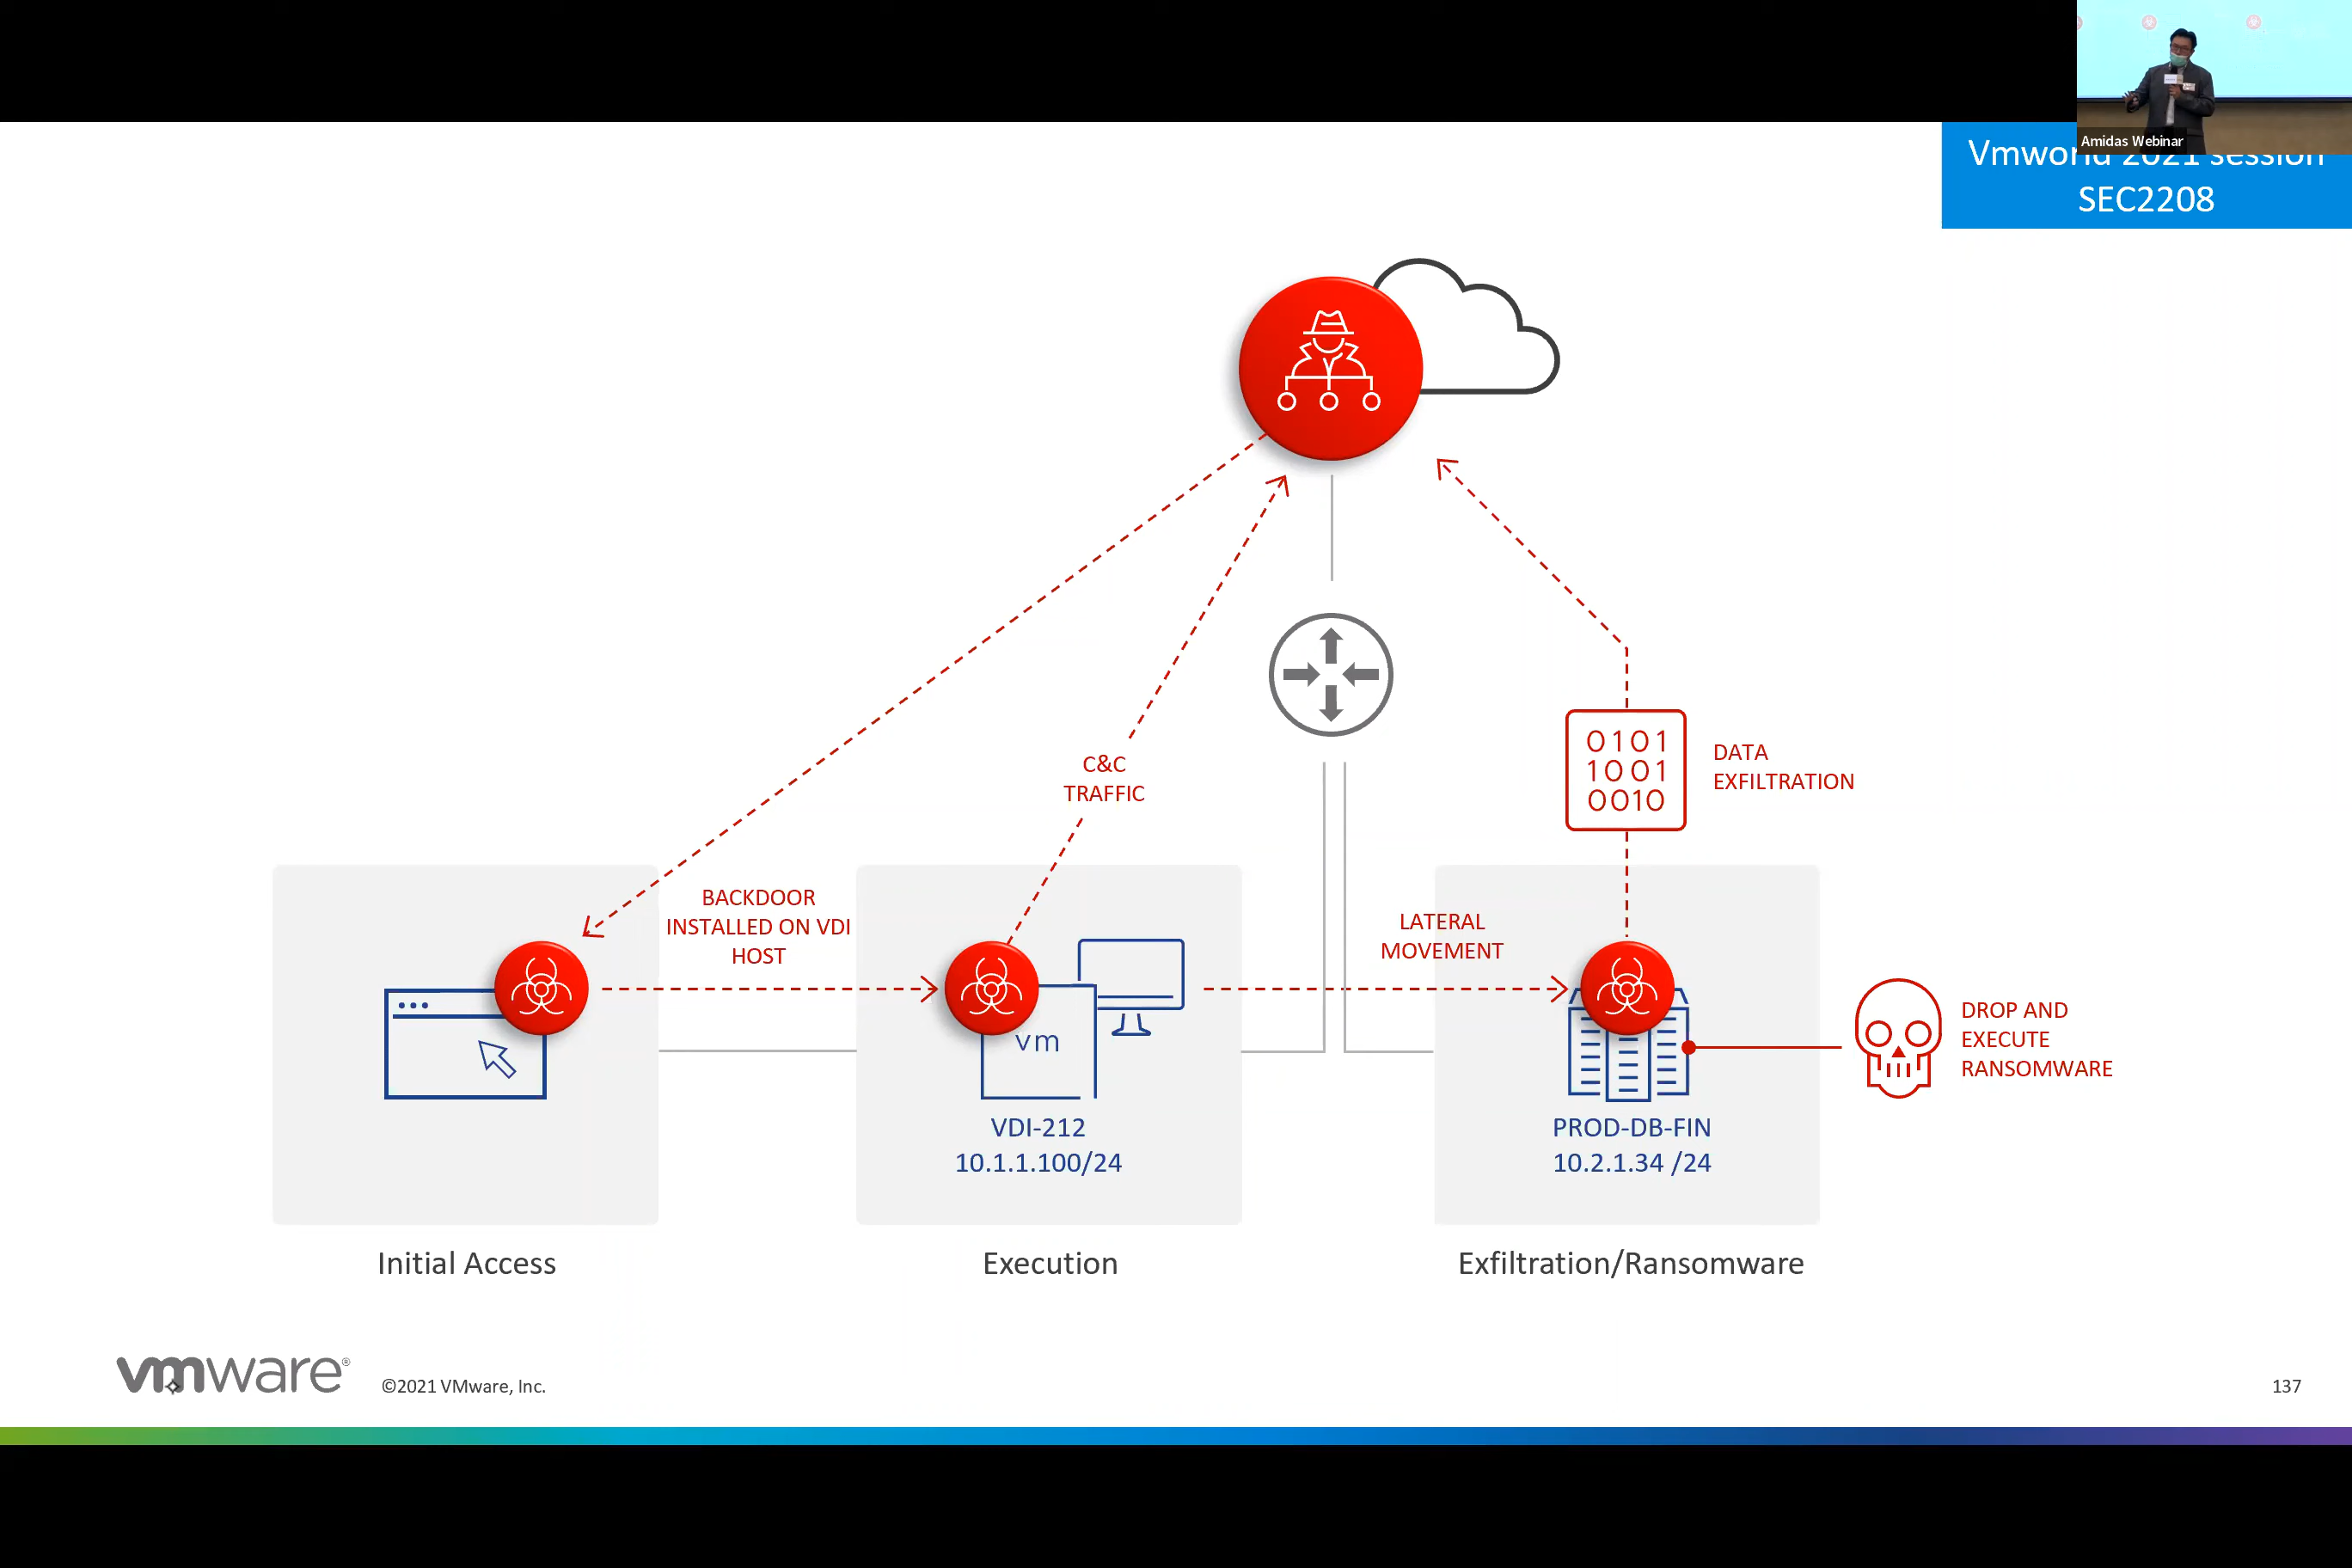 Amidas Webinar
Vmworld 2021 session
SEC2208
C&C
TRAFFIC
0101
1001
0010
DATA
EXFILTRATION
BACKDOOR
INSTALLED ON VDI
HOST
LATERAL
MOVEMENT
vm
DROP AND
EXECUTE
RANSOMWARE
VDI-212
10.1.1.100/24
PROD-DB-FIN
10.2.1.34 /24
Initial Access
Execution
Exfiltration/Ransomware
vmware®
©2021 VMware, Inc.
137